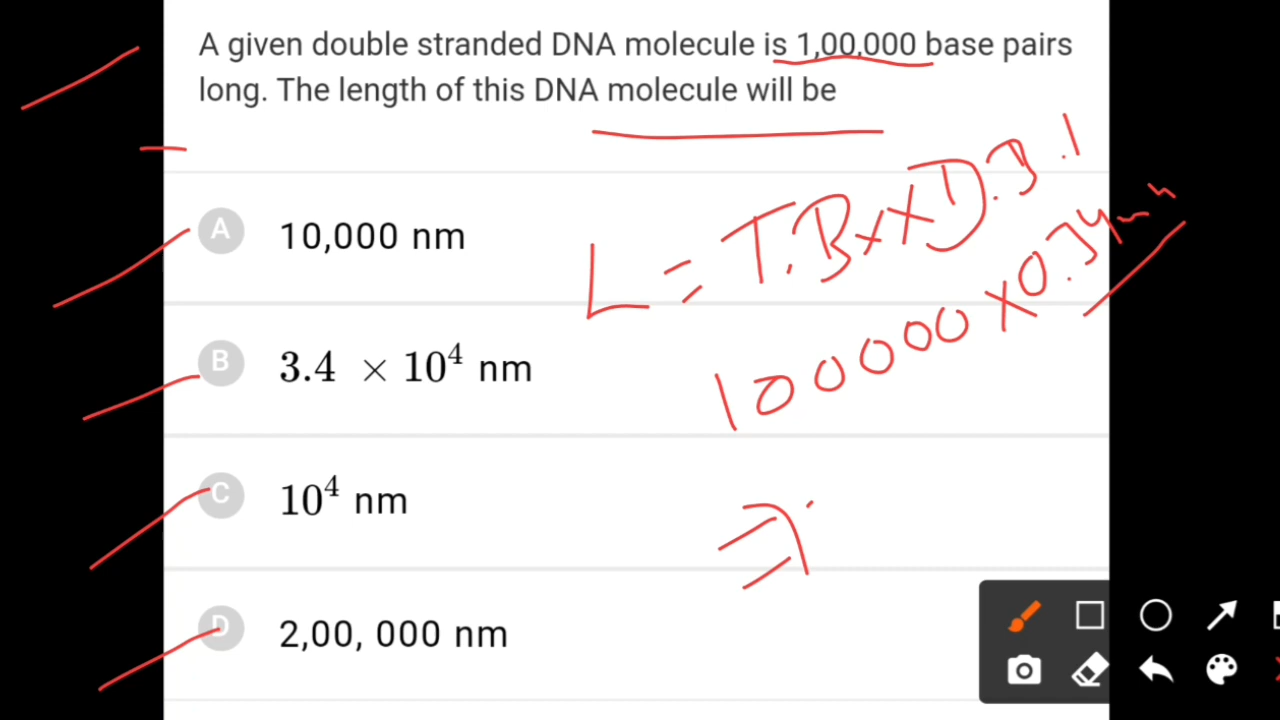 A given double stranded DNA molecule is 1,00,000 base pairs
long. The length of this DNA molecule will be
A 10,000 nm
B 3.4 × 10⁴ nm
C 10⁴ nm
D 2,00, 000 nm
L = T.B
100000 × 0.34